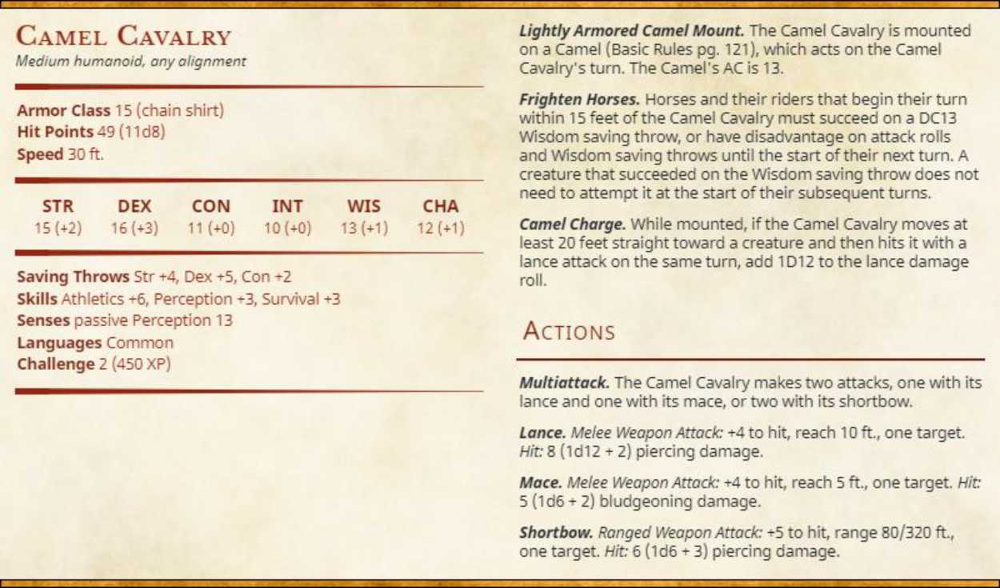 Camel Cavalry
Medium humanoid, any alignment
Armor Class 15 (chain shirt)
Hit Points 49 (11d8)
Speed 30 ft.
STR DEX CON INT WIS CHA
15 (+2) 16 (+3) 11 (+0) 10 (+0) 13 (+1) 12 (+1)
Saving Throws Str +4, Dex +5, Con +2
Skills Athletics +6, Perception +3, Survival +3
Senses passive Perception 13
Languages Common
Challenge 2 (450 XP)
Lightly Armored Camel Mount. The Camel Cavalry is mounted
on a Camel (Basic Rules pg. 121), which acts on the Camel
Cavalry's turn. The Camel's AC is 13.
Frighten Horses. Horses and their riders that begin their turn
within 15 feet of the Camel Cavalry must succeed on a DC13
Wisdom saving throw, or have disadvantage on attack rolls
and Wisdom saving throws until the start of their next turn. A
creature that succeeded on the Wisdom saving throw does not
need to attempt it at the start of their subsequent turns.
Camel Charge. While mounted, if the Camel Cavalry moves at
least 20 feet straight toward a creature and then hits it with a
lance attack on the same turn, add 1D12 to the lance damage
roll.
Actions
Multiattack. The Camel Cavalry makes two attacks, one with its
lance and one with its mace, or two with its shortbow.
Lance. Melee Weapon Attack: +4 to hit, reach 10 ft., one target.
Hit: 8 (1d12 + 2) piercing damage.
Mace. Melee Weapon Attack: +4 to hit, reach 5 ft., one target. Hit:
5 (1d6 + 2) bludgeoning damage.
Shortbow. Ranged Weapon Attack: +5 to hit, range 80/320 ft.,
one target. Hit: 6 (1d6 + 3) piercing damage.